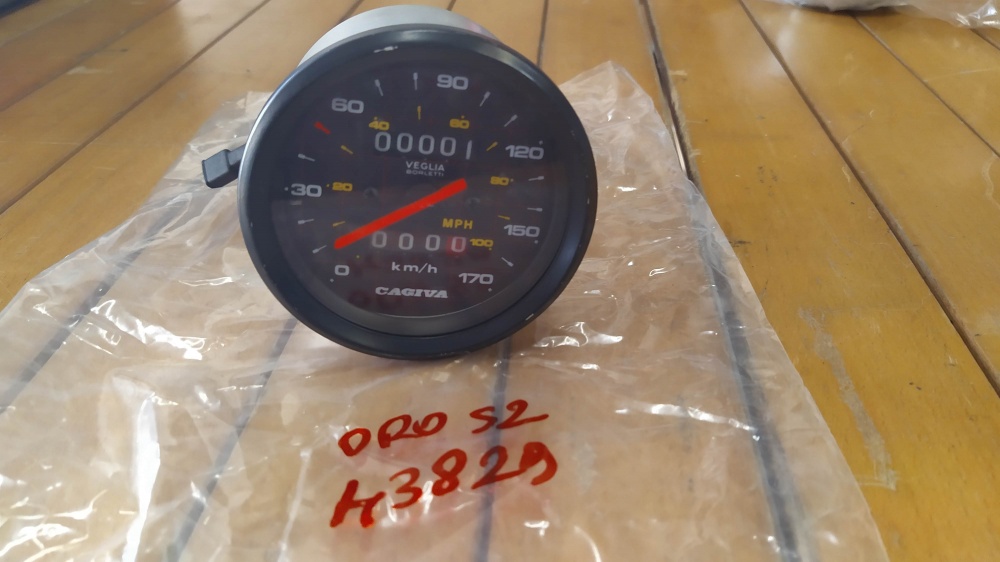 60 90
40 60
00001
120
VEGLIA
BORLETTI
30 20 80
MPH
150
0000 100
km/h
0 170
CAGIVA
ORO S2
H3829